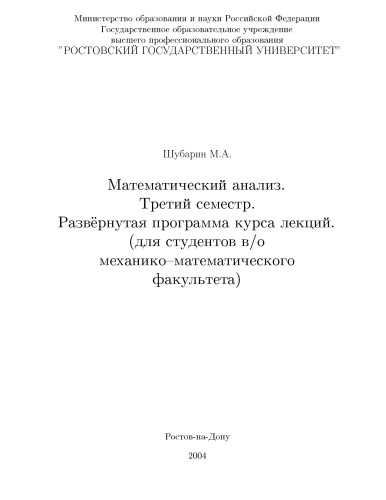 Министерство образования и науки Российской Федерации
Государственное образовательное учреждение
высшего профессионального образования
"РОСТОВСКИЙ ГОСУДАРСТВЕННЫЙ УНИВЕРСИТЕТ"
Шубарин М.А.
Математический анализ.
Третий семестр.
Развёрнутая программа курса лекций.
(для студентов в/о
механико–математического
факультета)
Ростов-на-Дону
2004